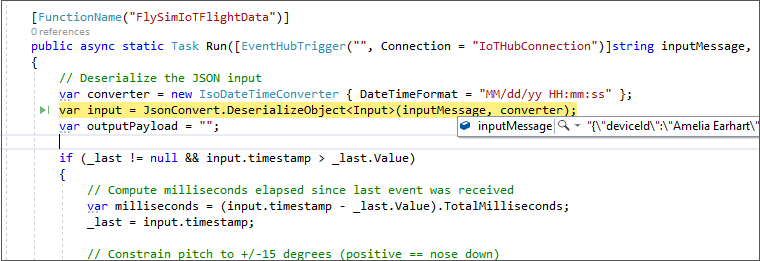 [FunctionName("FlySimIoTFlightData")]
0 references
public async static Task Run([EventHubTrigger("", Connection = "IoTHubConnection")]string inputMessage,
{
// Deserialize the JSON input
var converter = new IsoDateTimeConverter { DateTimeFormat = "MM/dd/yy HH:mm:ss" };
var input = JsonConvert.DeserializeObject<Input>(inputMessage, converter);
var outputPayload = "";
inputMessage "{\"deviceId\":\"Amelia Earhart\"
if (_last != null && input.timestamp > _last.Value)
{
// Compute milliseconds elapsed since last event was received
var milliseconds = (input.timestamp - _last.Value).TotalMilliseconds;
_last = input.timestamp;
// Constrain pitch to +/-15 degrees (positive == nose down)